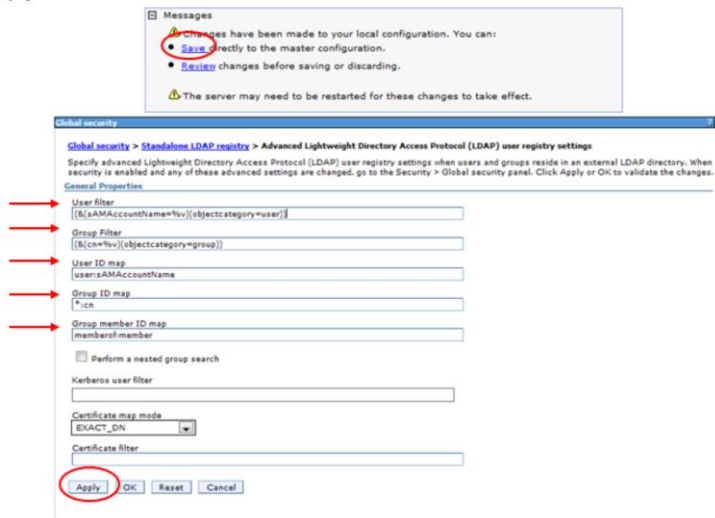 Messages
Changes have been made to your local configuration. You can:
Save directly to the master configuration.
Review changes before saving or discarding.
The server may need to be restarted for these changes to take effect.
Global security
?
Global security > Standalone LDAP registry > Advanced Lightweight Directory Access Protocol (LDAP) user registry settings
Specify advanced Lightweight Directory Access Protocol (LDAP) user registry settings when users and groups reside in an external LDAP directory. When
security is enabled and any of these advanced settings are changed, go to the Security > Global security panel. Click Apply or OK to validate the changes.
General Properties
User filter
(&(sAMAccountName=%v)(objectcategory=user))
Group Filter
(&(cn=%v)(objectcategory=group))
User ID map
user:sAMAccountName
Group ID map
*:cn
Group member ID map
memberof:member
Perform a nested group search
Kerberos user filter
Certificate map mode
EXACT_DN
Certificate filter
Apply OK Reset Cancel